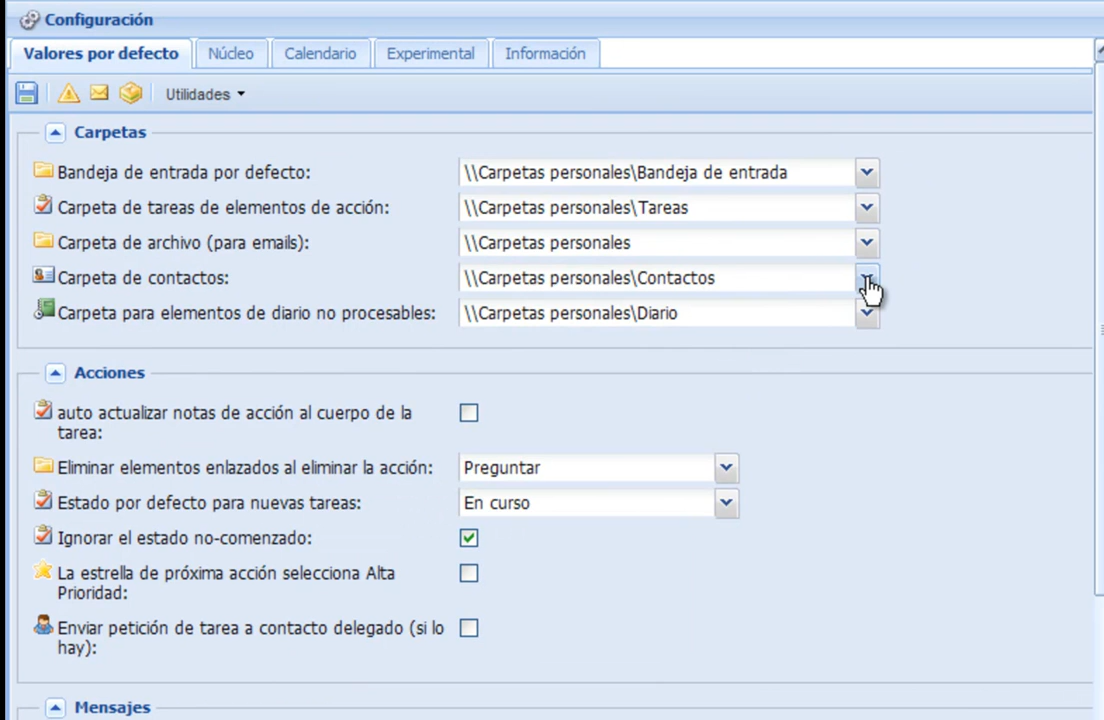 Configuración
Valores por defecto Núcleo Calendario Experimental Información
Utilidades
Carpetas
Bandeja de entrada por defecto: \\Carpetas personales\Bandeja de entrada
Carpeta de tareas de elementos de acción: \\Carpetas personales\Tareas
Carpeta de archivo (para emails): \\Carpetas personales
Carpeta de contactos: \\Carpetas personales\Contactos
Carpeta para elementos de diario no procesables: \\Carpetas personales\Diario
Acciones
auto actualizar notas de acción al cuerpo de la
tarea:
Eliminar elementos enlazados al eliminar la acción: Preguntar
Estado por defecto para nuevas tareas: En curso
Ignorar el estado no-comenzado:
La estrella de próxima acción selecciona Alta
Prioridad:
Enviar petición de tarea a contacto delegado (si lo
hay):
Mensajes